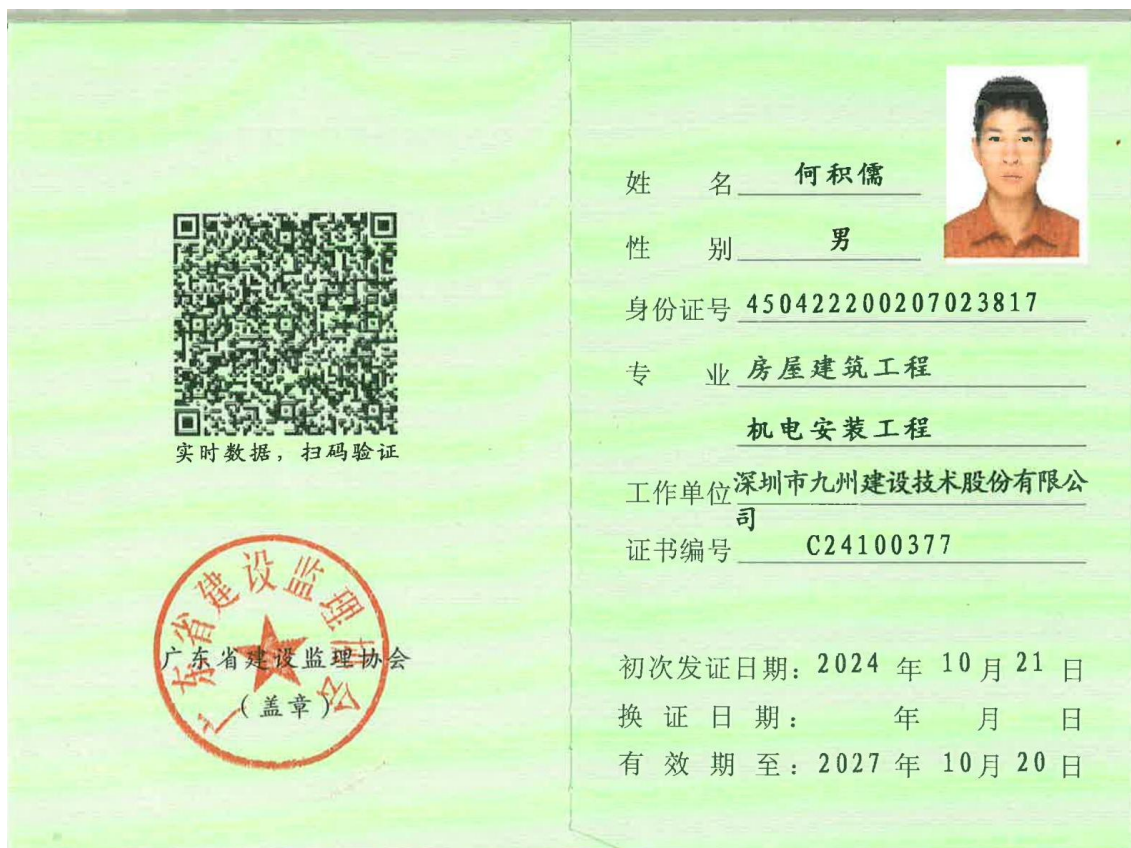 实时数据，扫码验证
广东省建设监理协会
广东省建设监理协会
（盖章）
姓 名 何积儒
性 别 男
身份证号 450422200207023817
专 业 房屋建筑工程
机电安装工程
工作单位 深圳市九州建设技术股份有限公
司
证书编号 C24100377
初次发证日期：2024 年 10 月 21 日
换 证 日 期： 年 月 日
有 效 期 至：2027 年 10 月 20 日